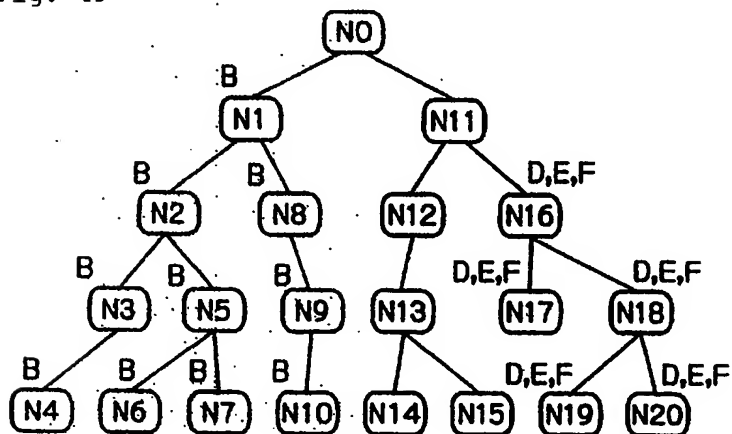 N0
B
N1 N11
B B D,E,F
N2 N8 N12 N16
B B B D,E,F D,E,F
N3 N5 N9 N13 N17 N18
B B B B D,E,F D,E,F
N4 N6 N7 N10 N14 N15 N19 N20